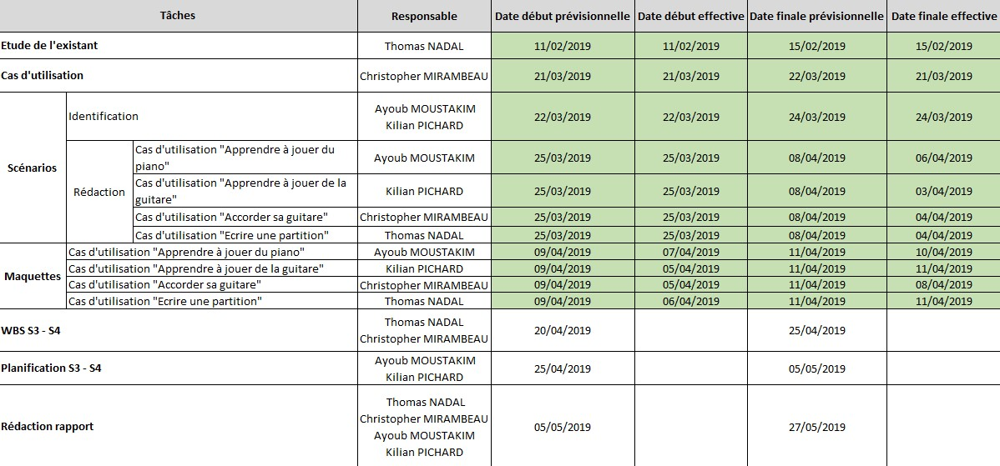 Tâches Responsable Date début prévisionnelle Date début effective Date finale prévisionnelle Date finale effective
Etude de l'existant Thomas NADAL 11/02/2019 11/02/2019 15/02/2019 15/02/2019
Cas d'utilisation Christopher MIRAMBEAU 21/03/2019 21/03/2019 22/03/2019 21/03/2019
Scénarios
Identification
Ayoub MOUSTAKIM
Kilian PICHARD
22/03/2019 22/03/2019 24/03/2019 24/03/2019
Rédaction
Cas d'utilisation "Apprendre à jouer du
piano"
Ayoub MOUSTAKIM 25/03/2019 25/03/2019 08/04/2019 06/04/2019
Cas d'utilisation "Apprendre à jouer de la
guitare"
Kilian PICHARD 25/03/2019 25/03/2019 08/04/2019 03/04/2019
Cas d'utilisation "Accorder sa guitare" Christopher MIRAMBEAU 25/03/2019 25/03/2019 08/04/2019 04/04/2019
Cas d'utilisation "Ecrire une partition" Thomas NADAL 25/03/2019 25/03/2019 08/04/2019 04/04/2019
Maquettes
Cas d'utilisation "Apprendre à jouer du piano" Ayoub MOUSTAKIM 09/04/2019 07/04/2019 11/04/2019 10/04/2019
Cas d'utilisation "Apprendre à jouer de la guitare" Kilian PICHARD 09/04/2019 05/04/2019 11/04/2019 11/04/2019
Cas d'utilisation "Accorder sa guitare" Christopher MIRAMBEAU 09/04/2019 05/04/2019 11/04/2019 08/04/2019
Cas d'utilisation "Ecrire une partition" Thomas NADAL 09/04/2019 06/04/2019 11/04/2019 11/04/2019
WBS S3 - S4
Thomas NADAL
Christopher MIRAMBEAU
20/04/2019 25/04/2019
Planification S3 - S4
Ayoub MOUSTAKIM
Kilian PICHARD
25/04/2019 05/05/2019
Rédaction rapport
Thomas NADAL
Christopher MIRAMBEAU
Ayoub MOUSTAKIM
Kilian PICHARD
05/05/2019 27/05/2019